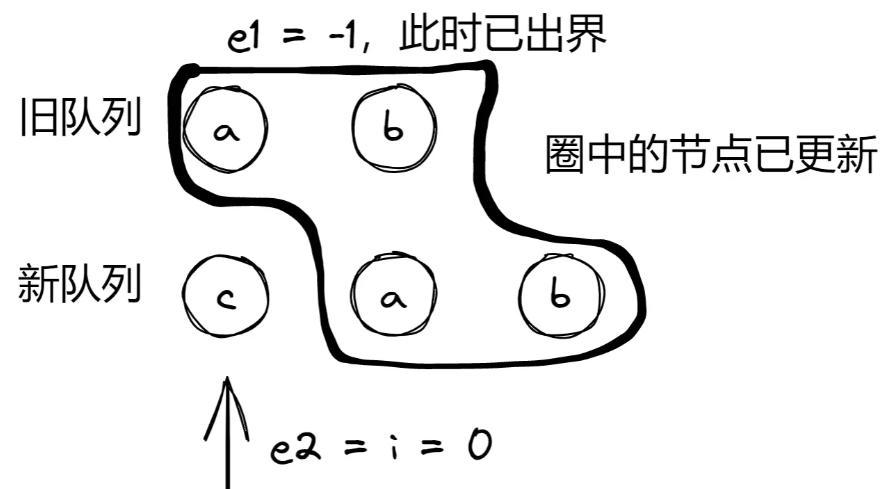 e1 = -1，此时已出界
旧队列
a
b
圈中的节点已更新
新队列
c
a
b
e2 = i = 0